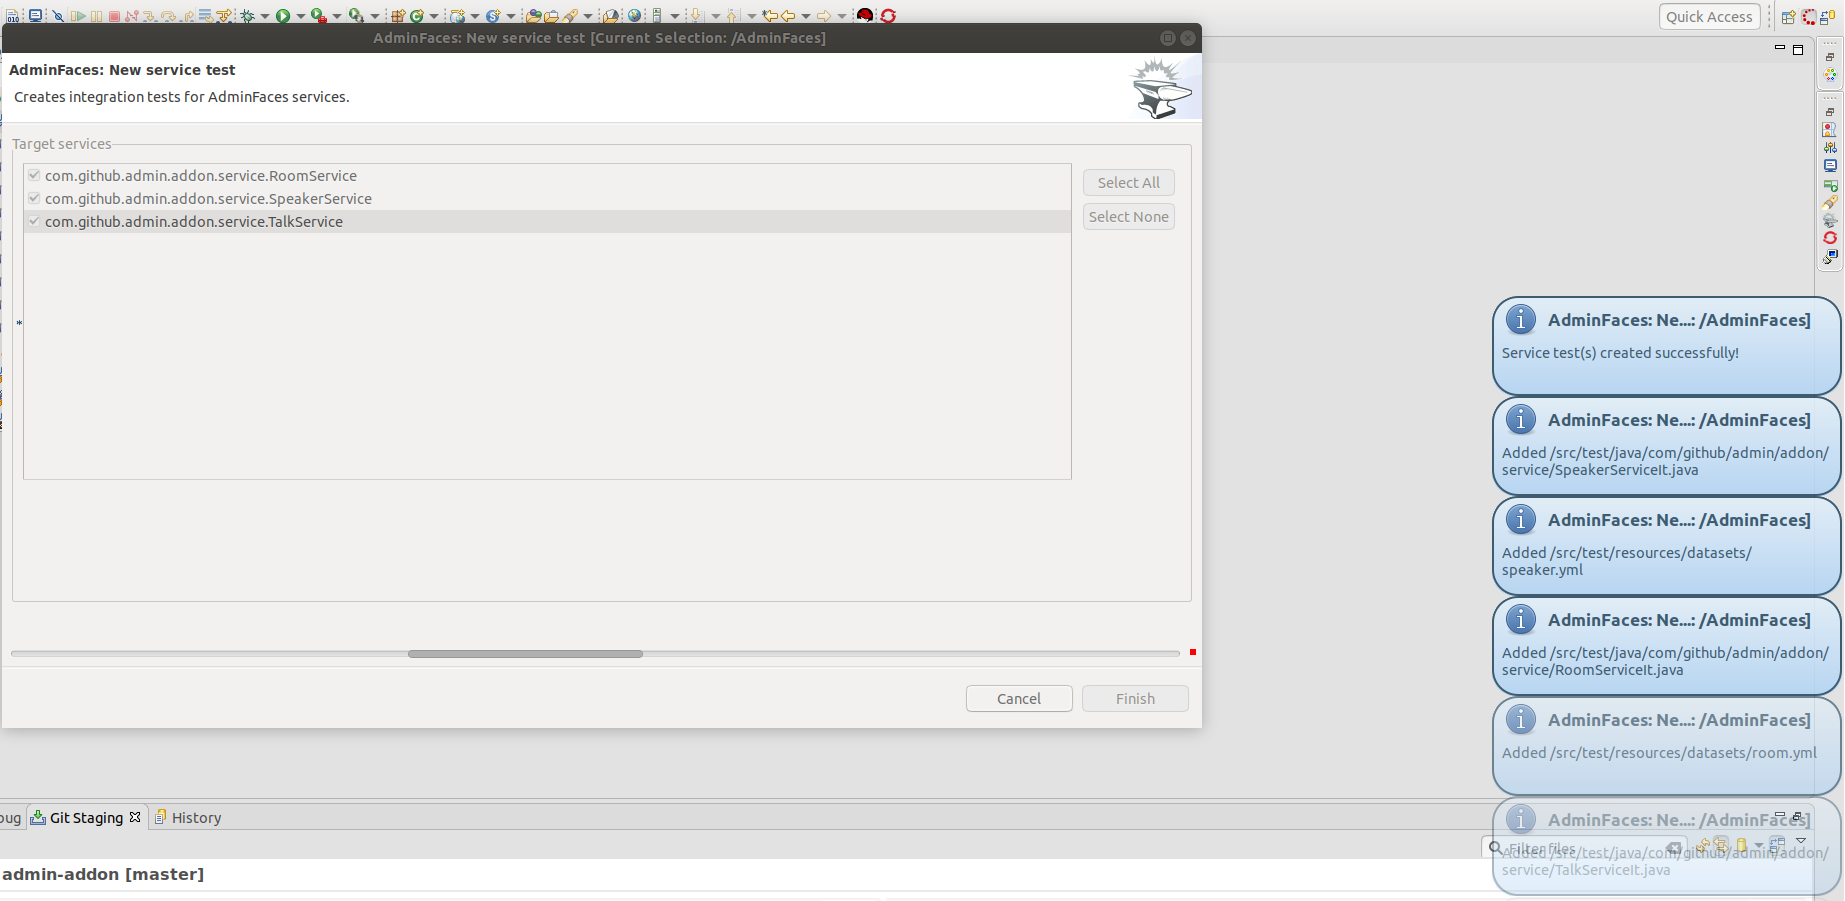 Quick Access
AdminFaces: New service test [Current Selection: /AdminFaces]
AdminFaces: New service test
Creates integration tests for AdminFaces services.
Target services
com.github.admin.addon.service.RoomService
com.github.admin.addon.service.SpeakerService
com.github.admin.addon.service.TalkService
*
Select All
Select None
Cancel
Finish
AdminFaces: Ne...: /AdminFaces]
Service test(s) created successfully!
AdminFaces: Ne...: /AdminFaces]
Added /src/test/java/com/github/admin/addon/
service/SpeakerServiceIt.java
AdminFaces: Ne...: /AdminFaces]
Added /src/test/resources/datasets/
speaker.yml
AdminFaces: Ne...: /AdminFaces]
Added /src/test/java/com/github/admin/addon/
service/RoomServiceIt.java
AdminFaces: Ne...: /AdminFaces]
Added /src/test/resources/datasets/room.yml
AdminFaces: Ne...: /AdminFaces]
Added /src/test/java/com/github/admin/addon/
service/TalkServiceIt.java
oug
Git Staging
History
Filter files
admin-addon [master]